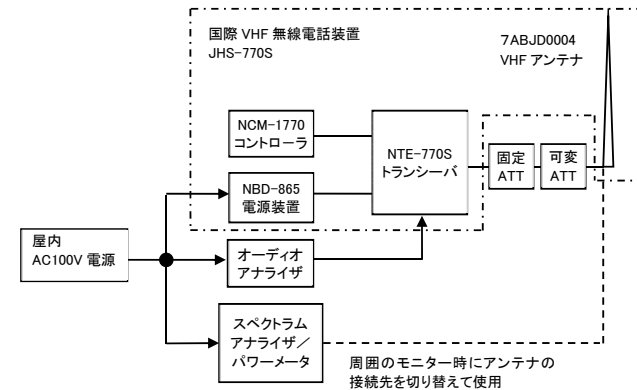 国際 VHF 無線電話装置
JHS-770S
7ABJD0004
VHF アンテナ
NCM-1770
コントローラ
NTE-770S
トランシーバ
固定
ATT
可変
ATT
NBD-865
電源装置
屋内
AC100V 電源
オーディオ
アナライザ
スペクトラム
アナライザ／
パワーメータ
周囲のモニター時にアンテナの
接続先を切り替えて使用